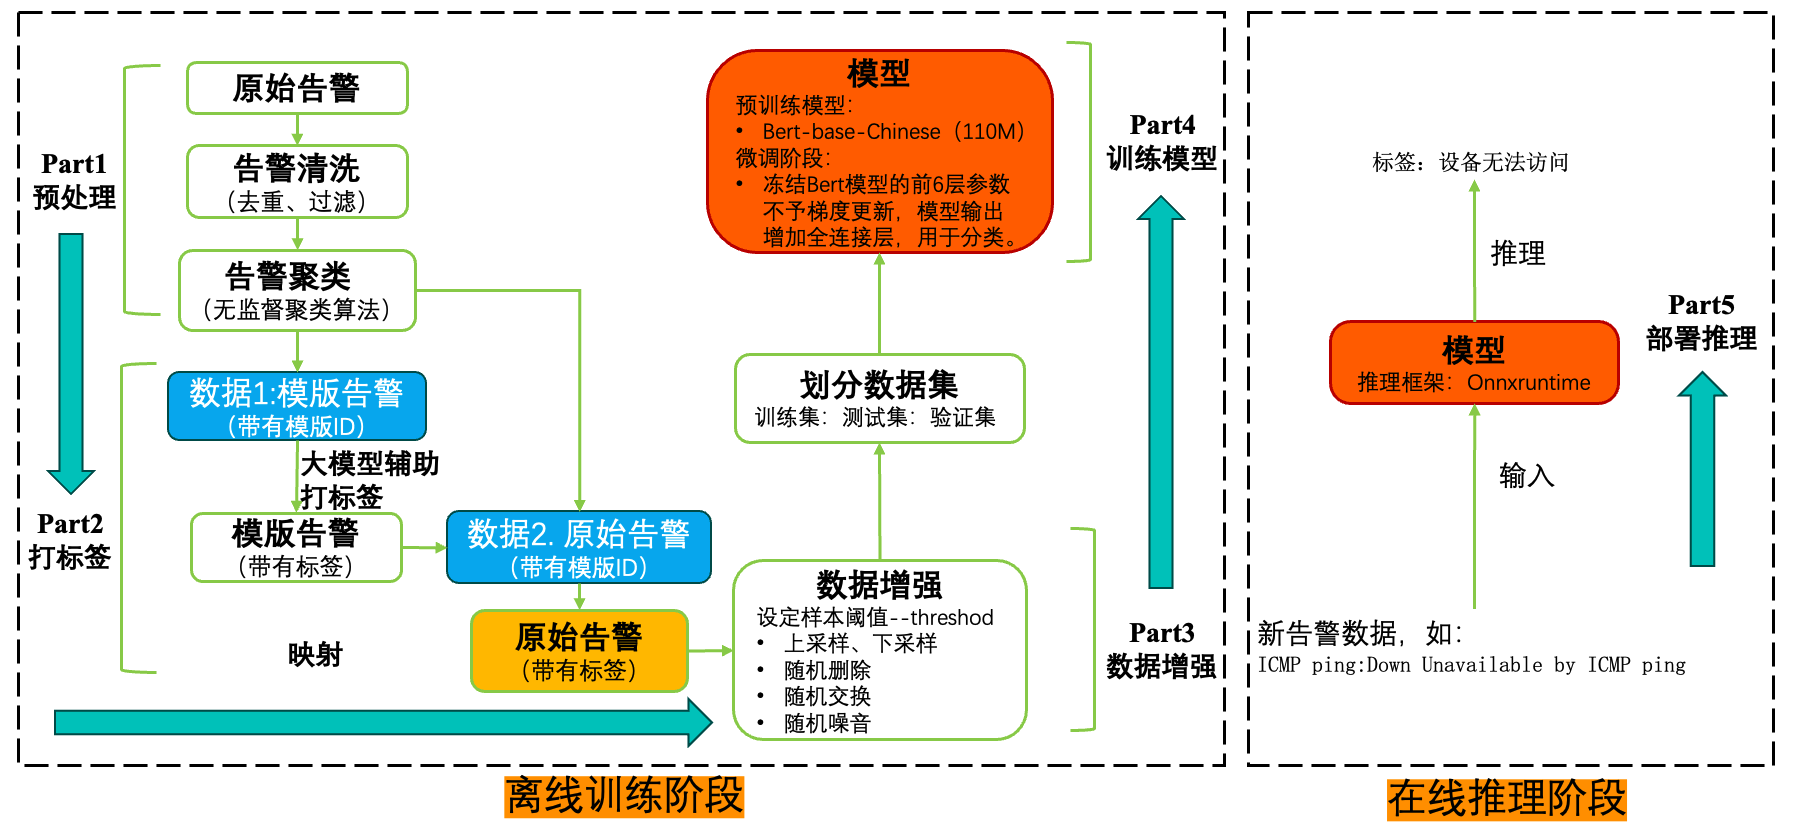 Part1
预处理
原始告警
告警清洗
（去重、过滤）
告警聚类
（无监督聚类算法）
Part2
打标签
数据1:模版告警
（带有模版ID）
大模型辅助
打标签
模版告警
（带有标签）
数据2. 原始告警
（带有模版ID）
映射
原始告警
（带有标签）
数据增强
设定样本阈值--threshod
• 上采样、下采样
• 随机删除
• 随机交换
• 随机噪音
Part3
数据增强
划分数据集
训练集：测试集：验证集
模型
预训练模型：
• Bert-base-Chinese（110M）
微调阶段：
• 冻结Bert模型的前6层参数
不予梯度更新，模型输出
增加全连接层，用于分类。
Part4
训练模型
离线训练阶段
标签：设备无法访问
推理
模型
推理框架：Onnxruntime
输入
新告警数据，如：
ICMP ping:Down Unavailable by ICMP ping
Part5
部署推理
在线推理阶段